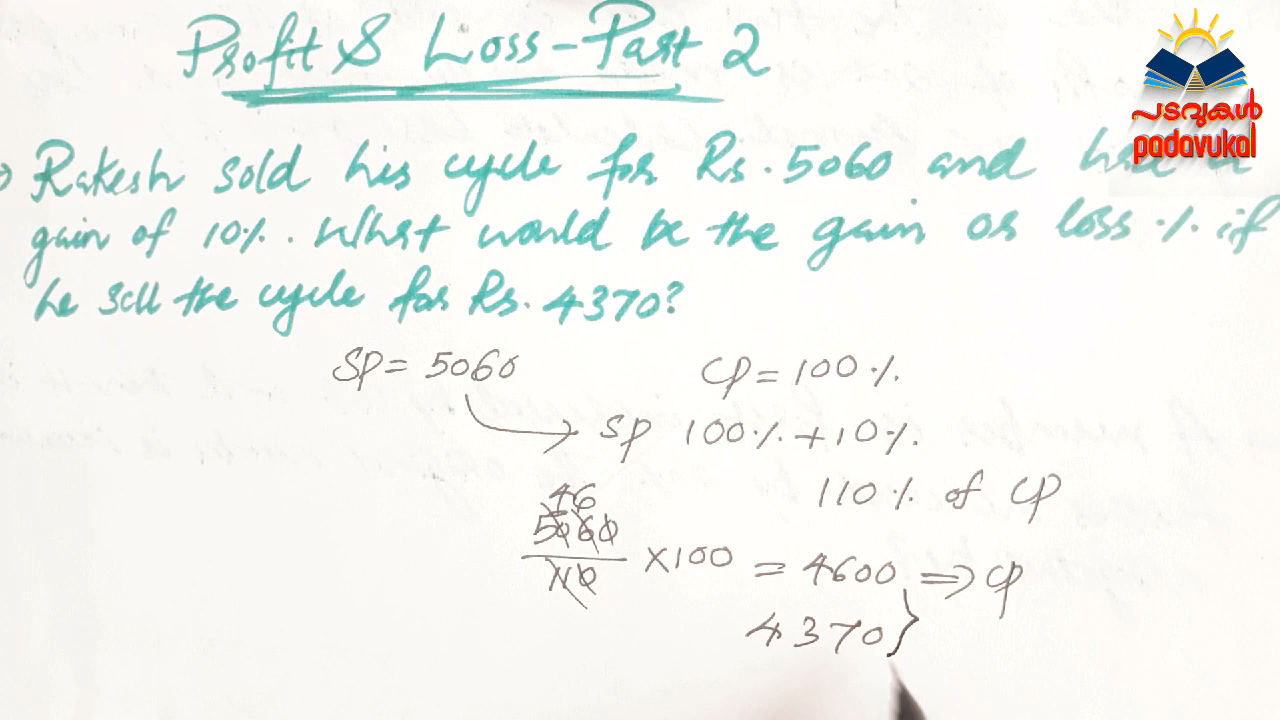 Profit & Loss - Part 2
പടവുകൾ
padavukal
Rakesh sold his cycle for Rs. 5060 and
gain of 10%. What would be the gain or loss % if
he sell the cycle for Rs. 4370?
SP = 5060 CP = 100%
SP 100% + 10%
110% of CP
46
5060
110
× 100 = 4600 ⇒ CP
4370